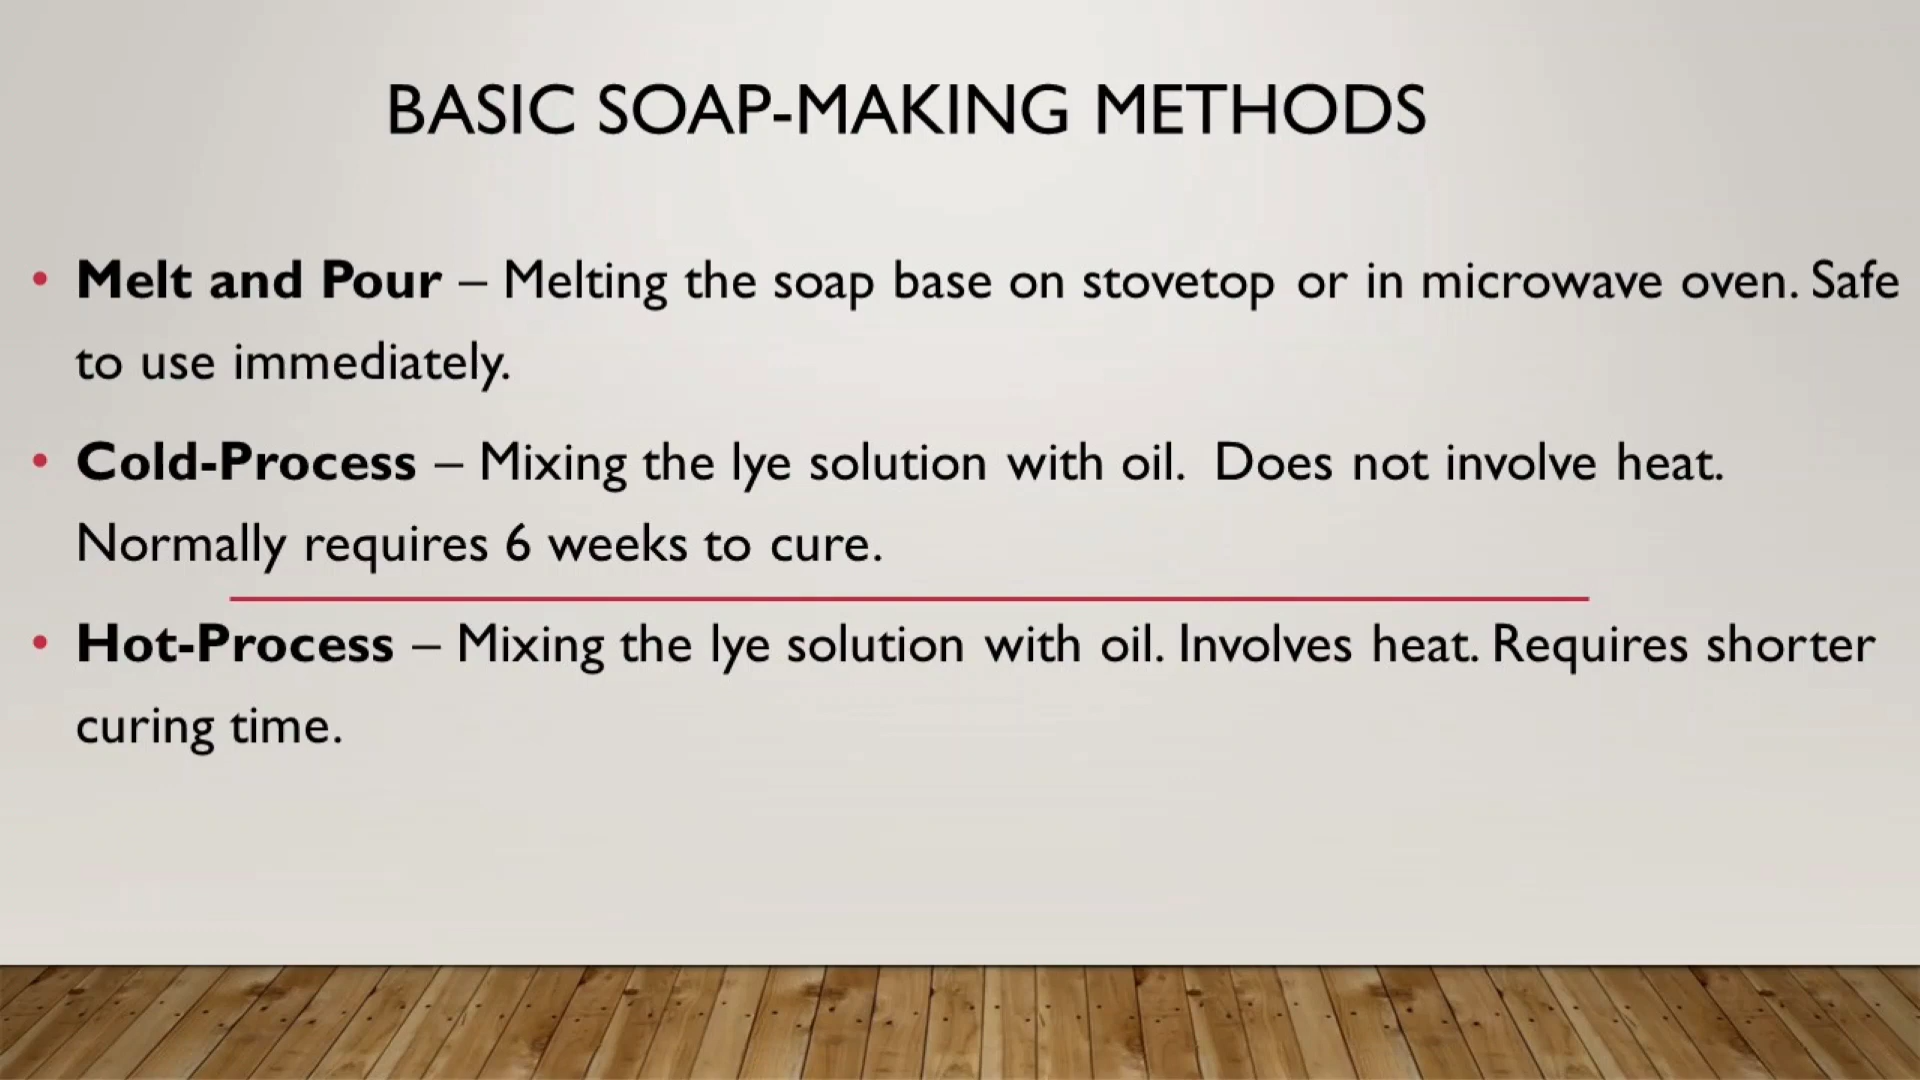 BASIC SOAP-MAKING METHODS
• Melt and Pour – Melting the soap base on stovetop or in microwave oven. Safe
to use immediately.
• Cold-Process – Mixing the lye solution with oil.  Does not involve heat.
Normally requires 6 weeks to cure.
• Hot-Process – Mixing the lye solution with oil. Involves heat. Requires shorter
curing time.